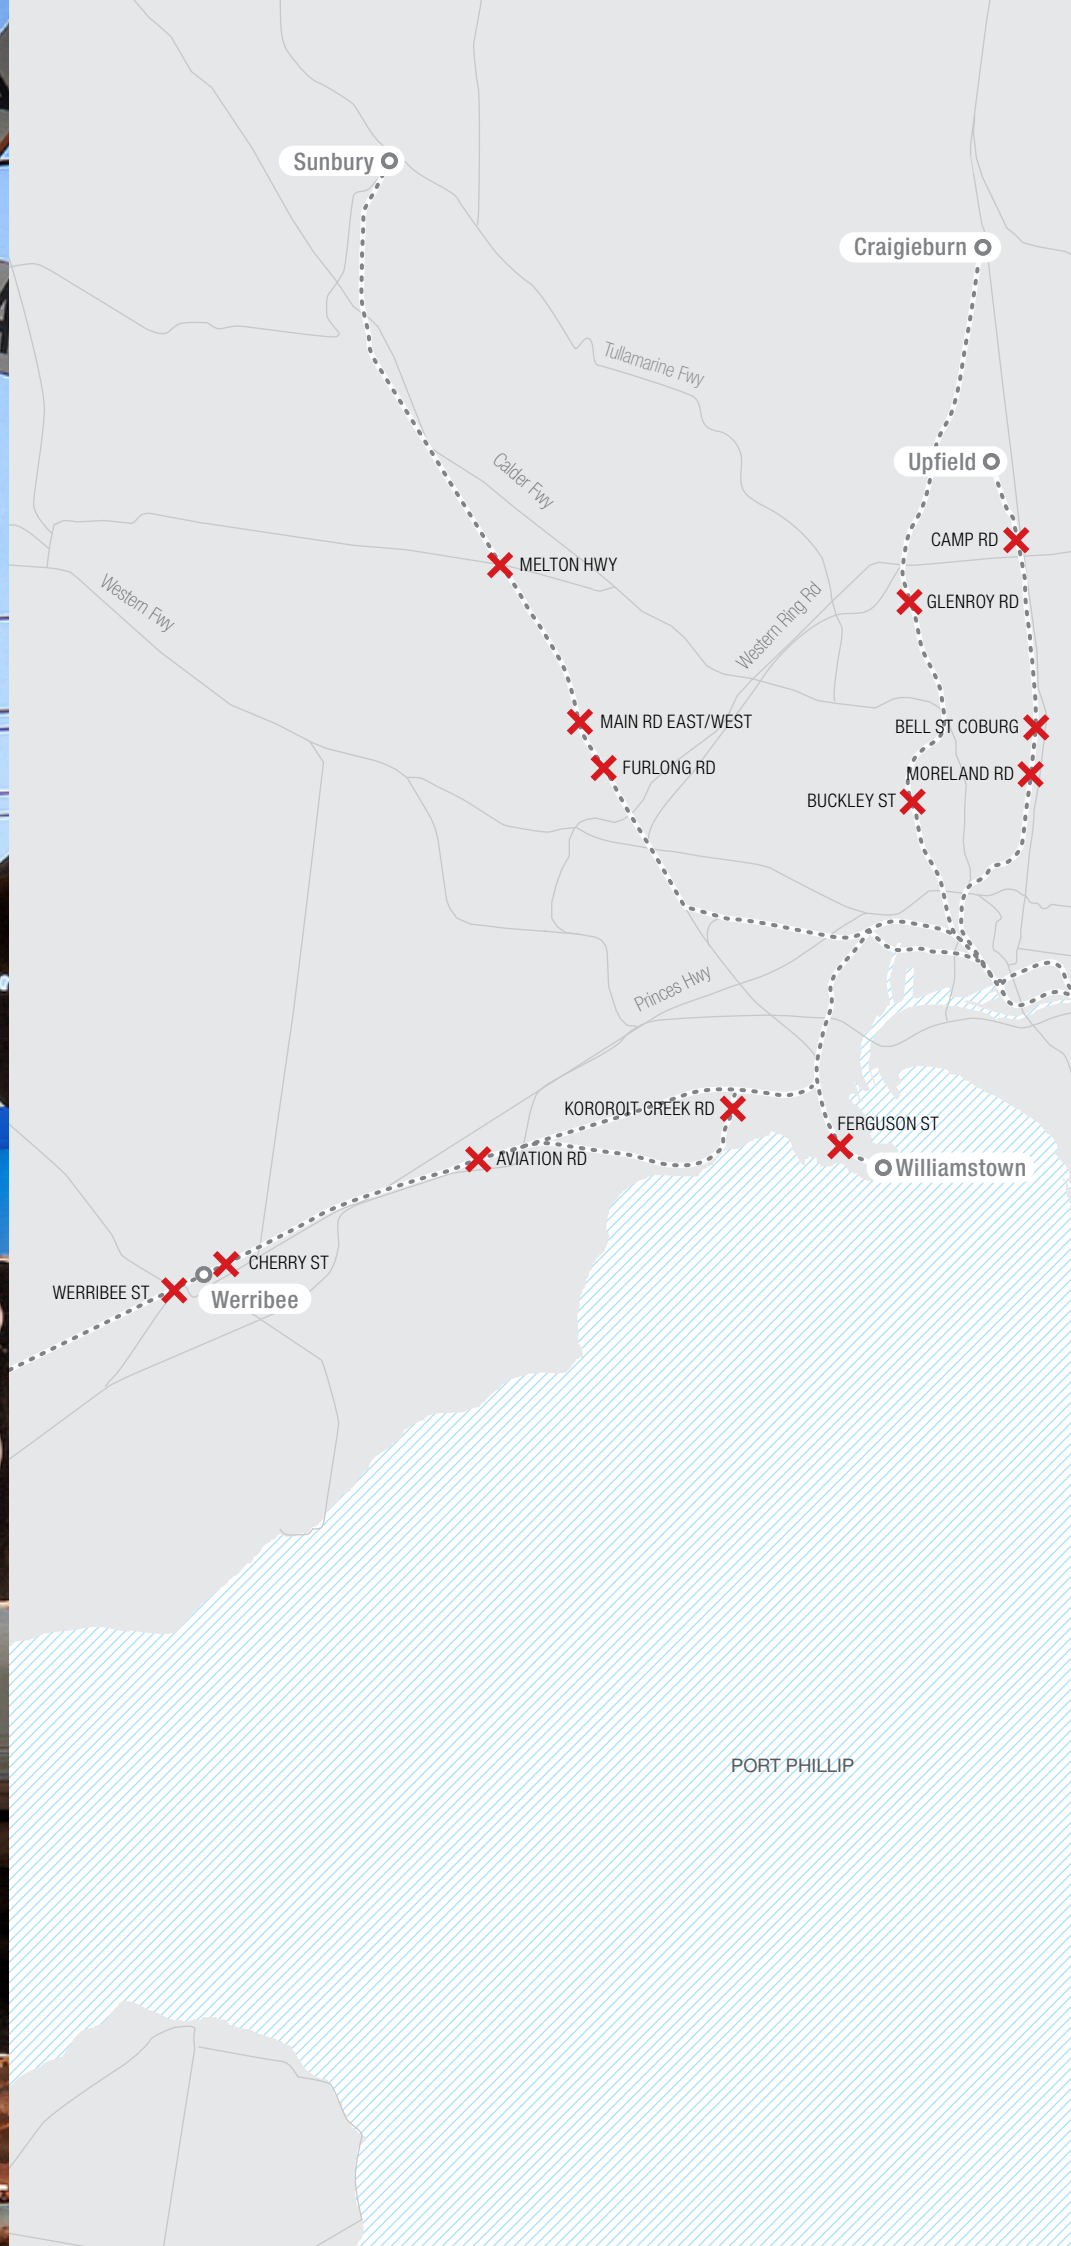 Sunbury
Craigieburn
Tullamarine Fwy
Upfield
Calder Fwy
CAMP RD
MELTON HWY
Western Fwy
Western Ring Rd
GLENROY RD
MAIN RD EAST/WEST
BELL ST COBURG
FURLONG RD
MORELAND RD
BUCKLEY ST
Princes Hwy
KOROROIT CREEK RD
FERGUSON ST
AVIATION RD
Williamstown
CHERRY ST
WERRIBEE ST
Werribee
PORT PHILLIP